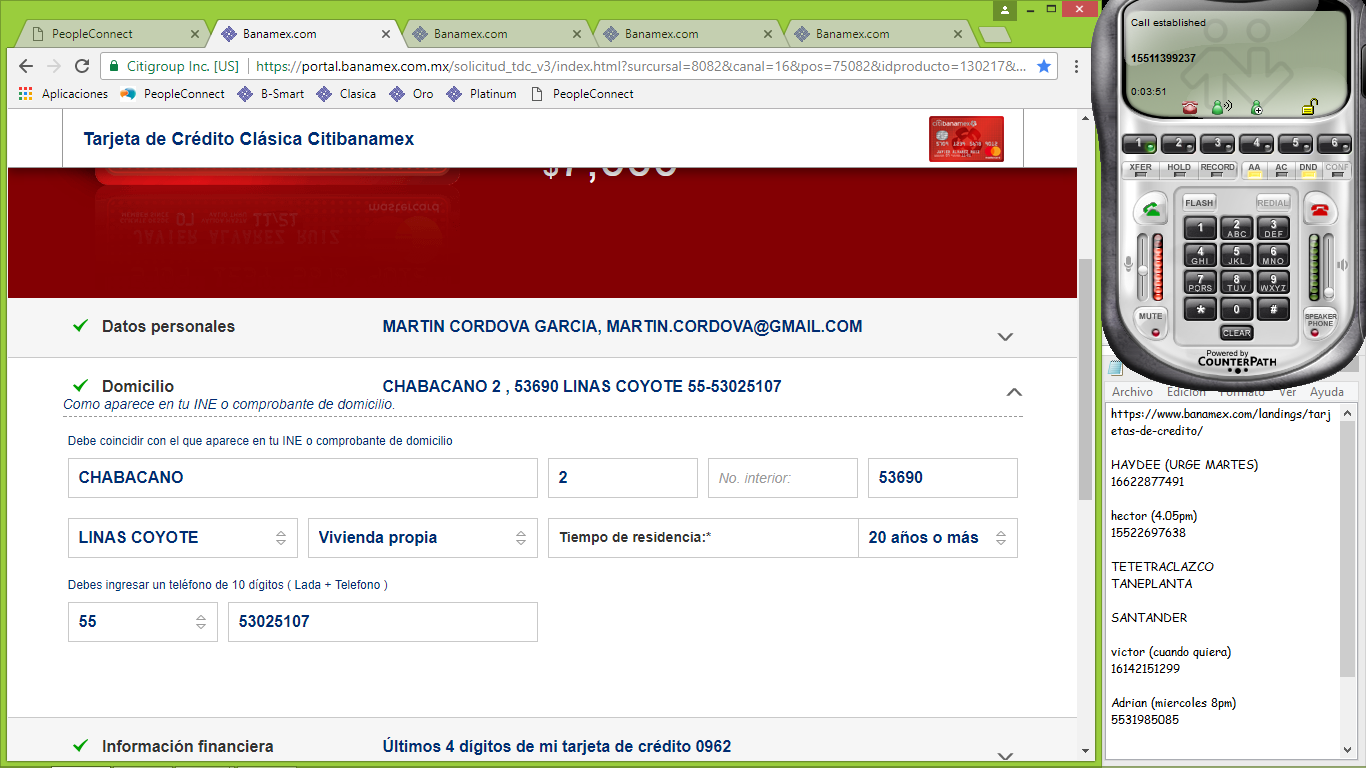 PeopleConnect
Banamex.com
Banamex.com
Banamex.com
Banamex.com
Citigroup Inc. [US]
https://portal.banamex.com.mx/solicitud_tdc_v3/index.html?surcursal=8082&canal=16&pos=75082&idproducto=130217&...
Aplicaciones PeopleConnect B-Smart Clasica Oro Platinum PeopleConnect
Tarjeta de Crédito Clásica Citibanamex
Datos personales MARTIN CORDOVA GARCIA, MARTIN.CORDOVA@GMAIL.COM
Domicilio CHABACANO 2 , 53690 LINAS COYOTE 55-53025107
Como aparece en tu INE o comprobante de domicilio.
Debe coincidir con el que aparece en tu INE o comprobante de domicilio
CHABACANO 2 No. interior: 53690
LINAS COYOTE Vivienda propia Tiempo de residencia:* 20 años o más
Debes ingresar un teléfono de 10 dígitos ( Lada + Telefono )
55 53025107
Información financiera Últimos 4 dígitos de mi tarjeta de crédito 0962
Call established
15511399237
0:03:51
1 2 3 4 5 6
XFER HOLD RECORD AA AC DND CONF
FLASH REDIAL
1 2 ABC 3 DEF
4 GHI 5 JKL 6 MNO
7 PQRS 8 TUV 9 WXYZ
* 0 #
MUTE CLEAR SPEAKER PHONE
Powered by
COUNTERPATH
Archivo Edición Formato Ver Ayuda
https://www.banamex.com/landings/tarj
etas-de-credito/
HAYDEE (URGE MARTES)
16622877491
hector (4.05pm)
15522697638
TETETRACLAZCO
TANEPLANTA
SANTANDER
victor (cuando quiera)
16142151299
Adrian (miercoles 8pm)
5531985085